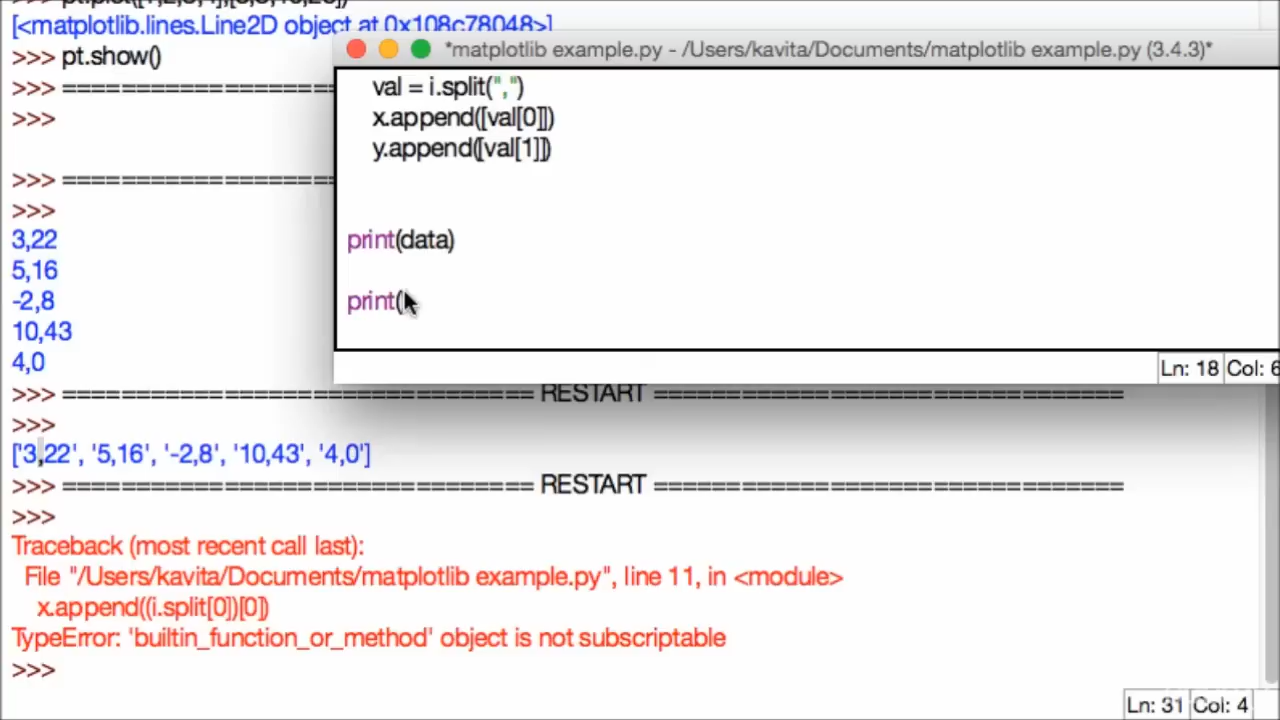 [<matplotlib.lines.Line2D object at 0x108c78048>]
>>> pt.show()
>>> ================
>>>
>>> ================
>>>
3,22
5,16
-2,8
10,43
4,0
>>> ================================ RESTART ================================
>>>
['3,22', '5,16', '-2,8', '10,43', '4,0']
>>> ================================ RESTART ================================
>>>
Traceback (most recent call last):
File "/Users/kavita/Documents/matplotlib example.py", line 11, in <module>
x.append((i.split[0])[0])
TypeError: 'builtin_function_or_method' object is not subscriptable
>>>
Ln: 31 Col: 4
*matplotlib example.py - /Users/kavita/Documents/matplotlib example.py (3.4.3)*
val = i.split(",")
x.append([val[0]])
y.append([val[1]])
print(data)
print(
Ln: 18 Col: 6